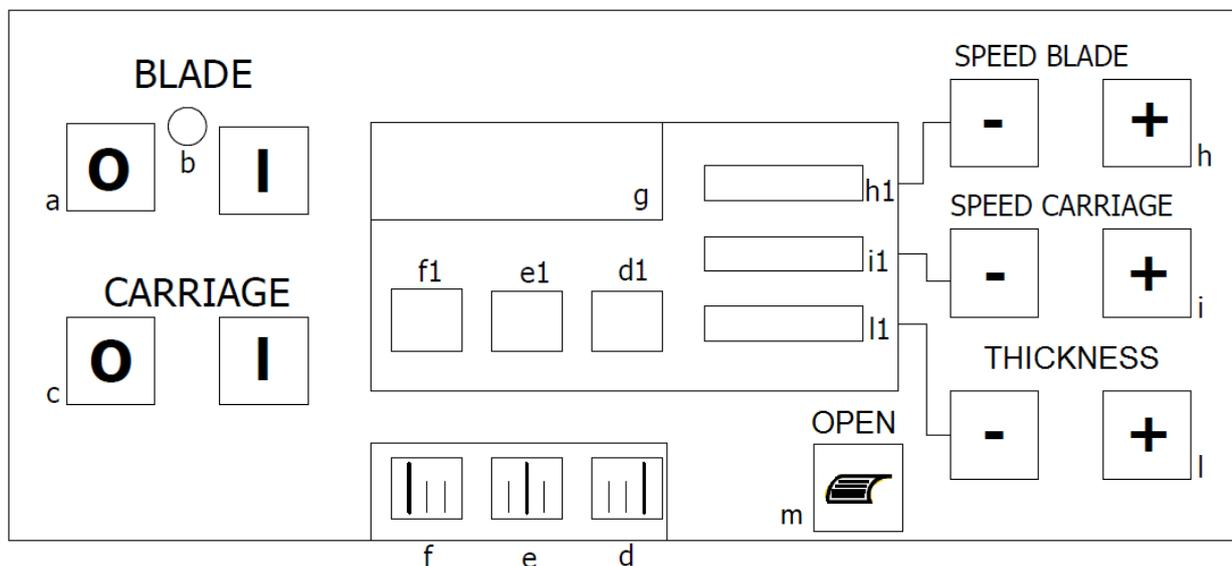 BLADE
b
a O I
CARRIAGE
c O I
g
f1 e1 d1
h1
i1
l1
SPEED BLADE
- + h
SPEED CARRIAGE
- + i
THICKNESS
- + l
OPEN
m
f e d